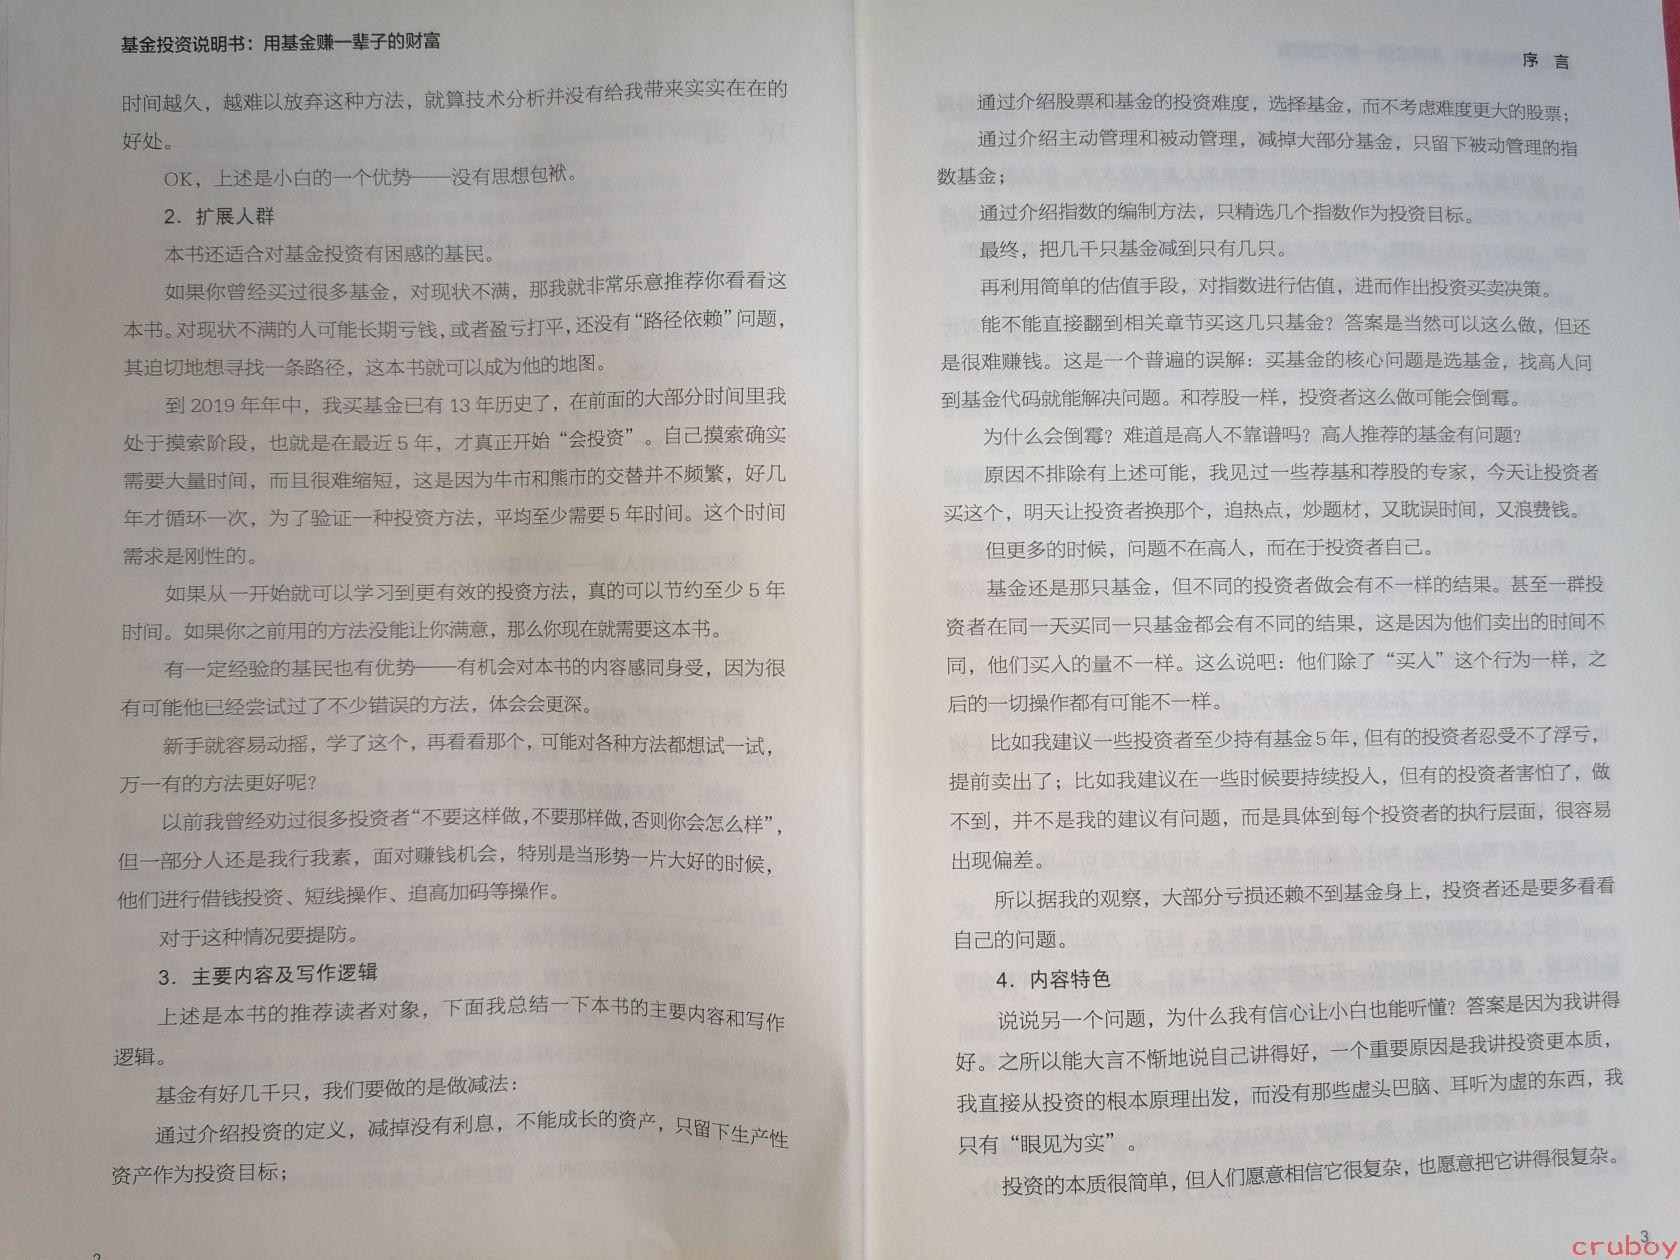 基金投资说明书：用基金赚一辈子的财富
时间越久，越难以放弃这种方法，就算技术分析并没有给我带来实实在在的
好处。
OK，上述是小白的一个优势——没有思想包袱。
2．扩展人群
本书还适合对基金投资有困惑的基民。
如果你曾经买过很多基金，对现状不满，那我就非常乐意推荐你看看这
本书。对现状不满的人可能长期亏钱，或者盈亏打平，还没有“路径依赖”问题，
其迫切地想寻找一条路径，这本书就可以成为他的地图。
到 2019 年年中，我买基金已有 13 年历史了，在前面的大部分时间里我
处于摸索阶段，也就是在最近 5 年，才真正开始“会投资”。自己摸索确实
需要大量时间，而且很难缩短，这是因为牛市和熊市的交替并不频繁，好几
年才循环一次，为了验证一种投资方法，平均至少需要 5 年时间。这个时间
需求是刚性的。
如果从一开始就可以学习到更有效的投资方法，真的可以节约至少 5 年
时间。如果你之前用的方法没能让你满意，那么你现在就需要这本书。
有一定经验的基民也有优势——有机会对本书的内容感同身受，因为很
有可能他已经尝试过了不少错误的方法，体会会更深。
新手就容易动摇，学了这个，再看看那个，可能对各种方法都想试一试，
万一有的方法更好呢？
以前我曾经劝过很多投资者“不要这样做，不要那样做，否则你会怎么样”，
但一部分人还是我行我素，面对赚钱机会，特别是当形势一片大好的时候，
他们进行借钱投资、短线操作、追高加码等操作。
对于这种情况要提防。
3．主要内容及写作逻辑
上述是本书的推荐读者对象，下面我总结一下本书的主要内容和写作
逻辑。
基金有好几千只，我们要做的是做减法：
通过介绍投资的定义，减掉没有利息，不能成长的资产，只留下生产性
资产作为投资目标；
2
序 言
通过介绍股票和基金的投资难度，选择基金，而不考虑难度更大的股票；
通过介绍主动管理和被动管理，减掉大部分基金，只留下被动管理的指
数基金；
通过介绍指数的编制方法，只精选几个指数作为投资目标。
最终，把几千只基金减到只有几只。
再利用简单的估值手段，对指数进行估值，进而作出投资买卖决策。
能不能直接翻到相关章节买这几只基金？答案是当然可以这么做，但还
是很难赚钱。这是一个普遍的误解：买基金的核心问题是选基金，找高人问
到基金代码就能解决问题。和荐股一样，投资者这么做可能会倒霉。
为什么会倒霉？难道是高人不靠谱吗？高人推荐的基金有问题？
原因不排除有上述可能，我见过一些荐基和荐股的专家，今天让投资者
买这个，明天让投资者换那个，追热点，炒题材，又耽误时间，又浪费钱。
但更多的时候，问题不在高人，而在于投资者自己。
基金还是那只基金，但不同的投资者做会有不一样的结果。甚至一群投
资者在同一天买同一只基金都会有不同的结果，这是因为他们卖出的时间不
同，他们买入的量不一样。这么说吧：他们除了“买入”这个行为一样，之
后的一切操作都有可能不一样。
比如我建议一些投资者至少持有基金 5 年，但有的投资者忍受不了浮亏，
提前卖出了；比如我建议在一些时候要持续投入，但有的投资者害怕了，做
不到，并不是我的建议有问题，而是具体到每个投资者的执行层面，很容易
出现偏差。
所以据我的观察，大部分亏损还赖不到基金身上，投资者还是要多看看
自己的问题。
4．内容特色
说说另一个问题，为什么我有信心让小白也能听懂？答案是因为我讲得
好。之所以能大言不惭地说自己讲得好，一个重要原因是我讲投资更本质，
我直接从投资的根本原理出发，而没有那些虚头巴脑、耳听为虚的东西，我
只有“眼见为实”。
投资的本质很简单，但人们愿意相信它很复杂，也愿意把它讲得很复杂。
3
cruboy